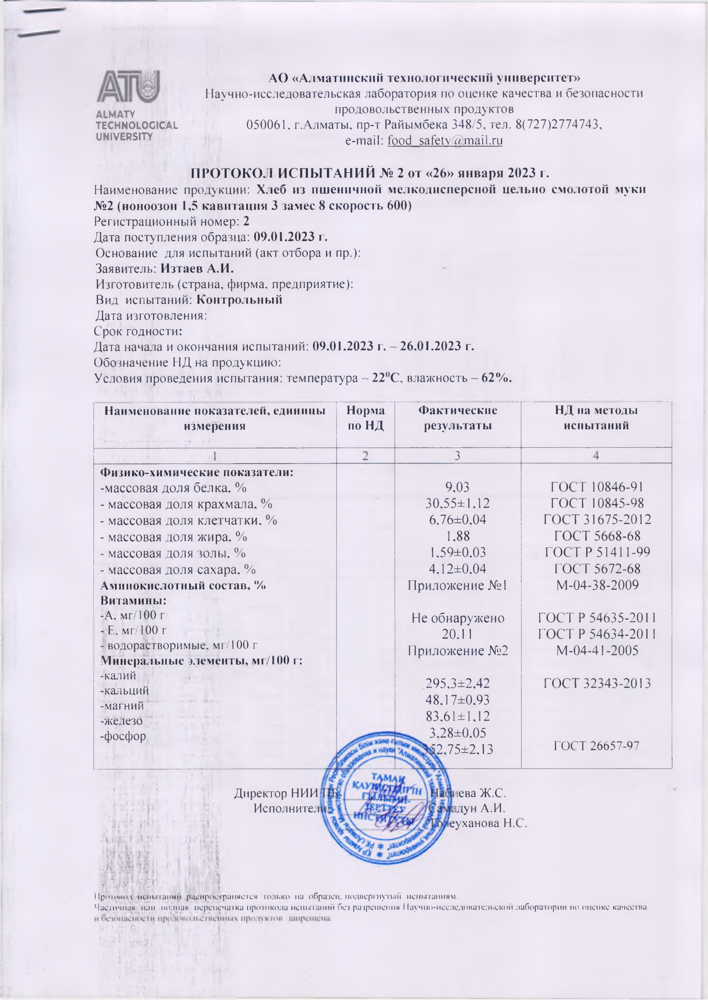 ATU
ALMATY
TECHNOLOGICAL
UNIVERSITY
АО «Алматинский технологический университет»
Научно-исследовательская лаборатория по оценке качества и безопасности
продовольственных продуктов
050061, г.Алматы, пр-т Райымбека 348/5, тел. 8(727)2774743,
e-mail: food_safety@mail.ru
ПРОТОКОЛ ИСПЫТАНИЙ № 2 от «26» января 2023 г.
Наименование продукции: Хлеб из пшеничной мелкодисперсной цельно смолотой муки
№2 (ноноозон 1,5 кавитация 3 замес 8 скорость 600)
Регистрационный номер: 2
Дата поступления образца: 09.01.2023 г.
Основание для испытаний (акт отбора и пр.):
Заявитель: Изтаев А.И.
Изготовитель (страна, фирма, предприятие):
Вид испытаний: Контрольный
Дата изготовления:
Срок годности:
Дата начала и окончания испытаний: 09.01.2023 г. – 26.01.2023 г.
Обозначение НД на продукцию:
Условия проведения испытания: температура – 22⁰С, влажность – 62%.
Наименование показателей, единицы измерения Норма по НД Фактические результаты НД на методы испытаний
1 2 3 4
Физико-химические показатели:
-массовая доля белка, % 9,03 ГОСТ 10846-91
- массовая доля крахмала, % 30,55±1,12 ГОСТ 10845-98
- массовая доля клетчатки, % 6,76±0,04 ГОСТ 31675-2012
- массовая доля жира, % 1,88 ГОСТ 5668-68
- массовая доля золы, % 1,59±0,03 ГОСТ Р 51411-99
- массовая доля сахара, % 4,12±0,04 ГОСТ 5672-68
Аминокислотный состав, % Приложение №1 М-04-38-2009
Витамины:
-А, мг/100 г Не обнаружено ГОСТ Р 54635-2011
- Е, мг/100 г 20,11 ГОСТ Р 54634-2011
- водорастворимые, мг/100 г Приложение №2 М-04-41-2005
Минеральные элементы, мг/100 г:
-калий 295,3±2,42 ГОСТ 32343-2013
-кальций 48,17±0,93
-магний 83,61±1,12
-железо 3,28±0,05
-фосфор 52,75±2,13 ГОСТ 26657-97
Директор НИИ Набиева Ж.С.
Исполнители Самадун А.И.
Толеуханова Н.С.
ТАМАҚ
ҚАУІПСІЗДІГІН
ҒЫЛЫМИ-
ЗЕРТТЕУ
ИНСТИТУТЫ
Протокол испытаний распространяется только на образец, подвергнутый испытаниям.
Частичная или полная перепечатка протокола испытаний без разрешения Научно-исследовательской лаборатории по оценке качества
и безопасности продовольственных продуктов запрещена.